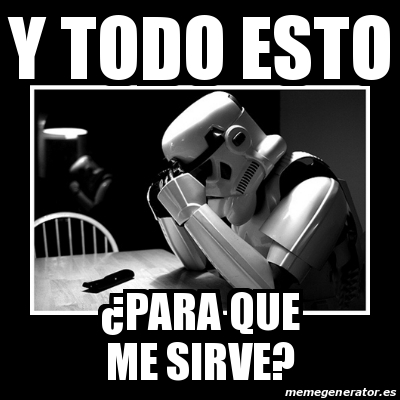 Y TODO ESTO
¿PARA QUE
ME SIRVE?
memegenerator.es